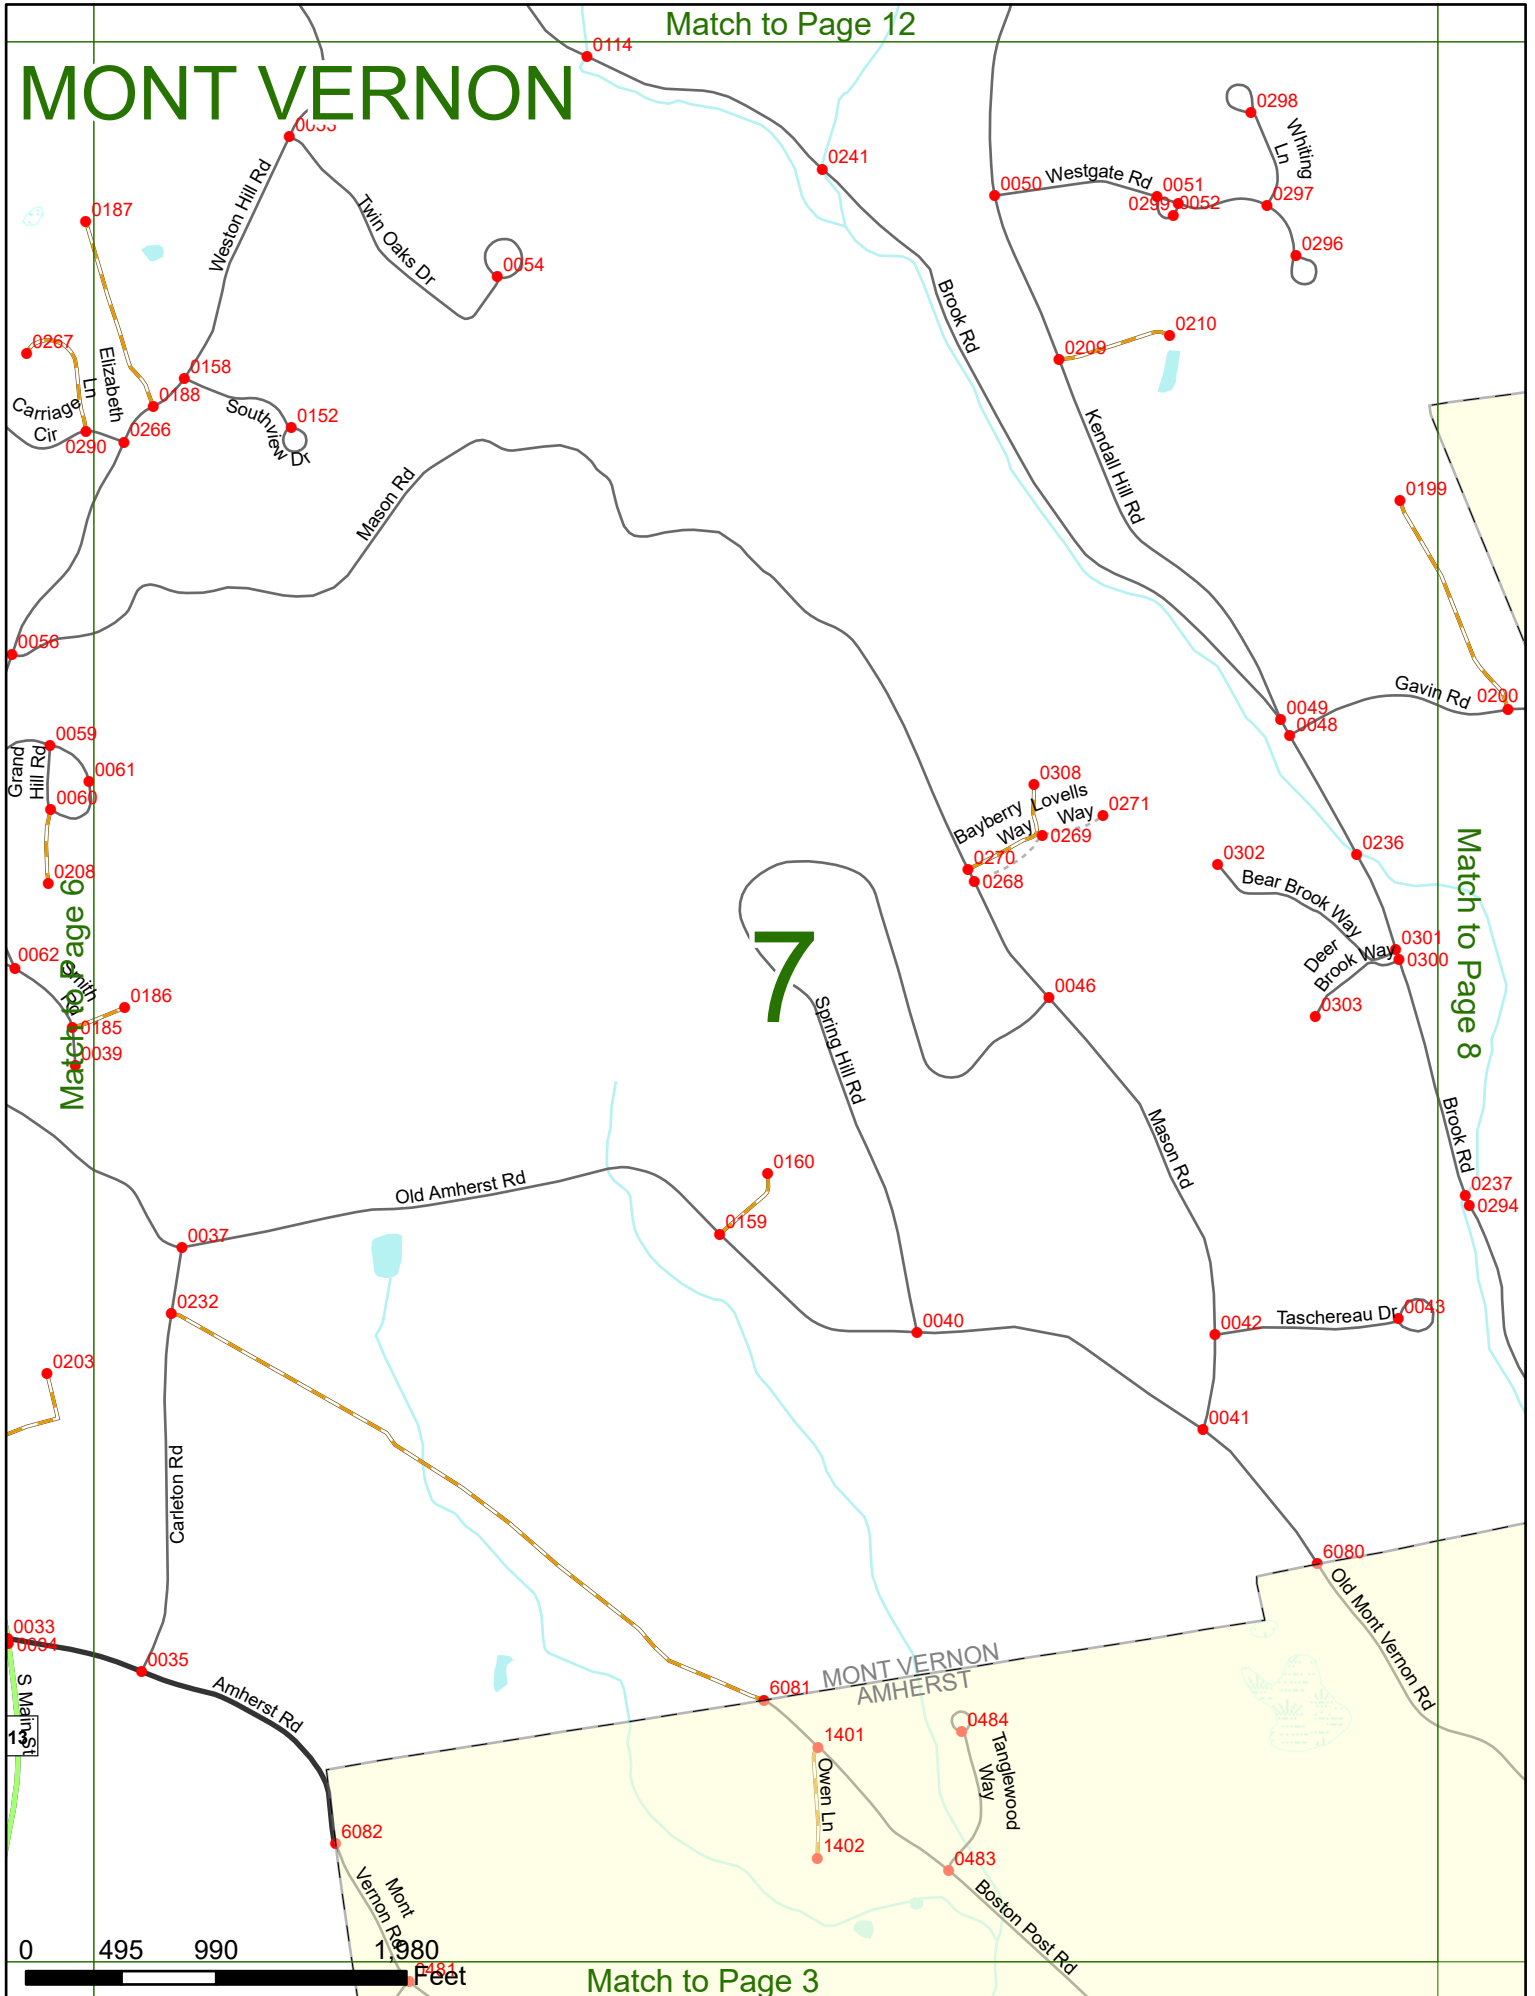 Match to Page 12
MONT VERNON
0114
0053
0241
0298
Whiting
Ln
0050
Westgate Rd
0051
0299
0052
0297
0296
0187
Weston Hill Rd
Twin Oaks Dr
0054
Brook Rd
0210
0209
0267
Elizabeth
Ln
0158
0188
Carriage
Cir
0290
0266
Southview Dr
0152
Kendall Hill Rd
Mason Rd
0199
0056
Gavin Rd
0200
0049
0048
0059
Grand
Hill Rd
0061
0060
0208
0308
Bayberry
Way
Lovells
Way
0271
0269
0270
0268
0236
0302
Bear Brook Way
Match to Page 8
Match to Page 6
7
0301
0300
Deer
Brook Way
0303
0062
Smith
Rd
0186
0185
0039
0046
Spring Hill Rd
Mason Rd
Brook Rd
0160
Old Amherst Rd
0159
0237
0294
0037
0232
0040
0042
Taschereau Dr
0043
0203
0041
Carleton Rd
6080
Old Mont Vernon Rd
0033
0034
0035
S Main St
13
Amherst Rd
MONT VERNON
AMHERST
6081
1401
Owen Ln
1402
0484
Tanglewood
Way
6082
Mont
Vernon Rd
0483
Boston Post Rd
0 495 990 1,980
Feet
0481
Match to Page 3